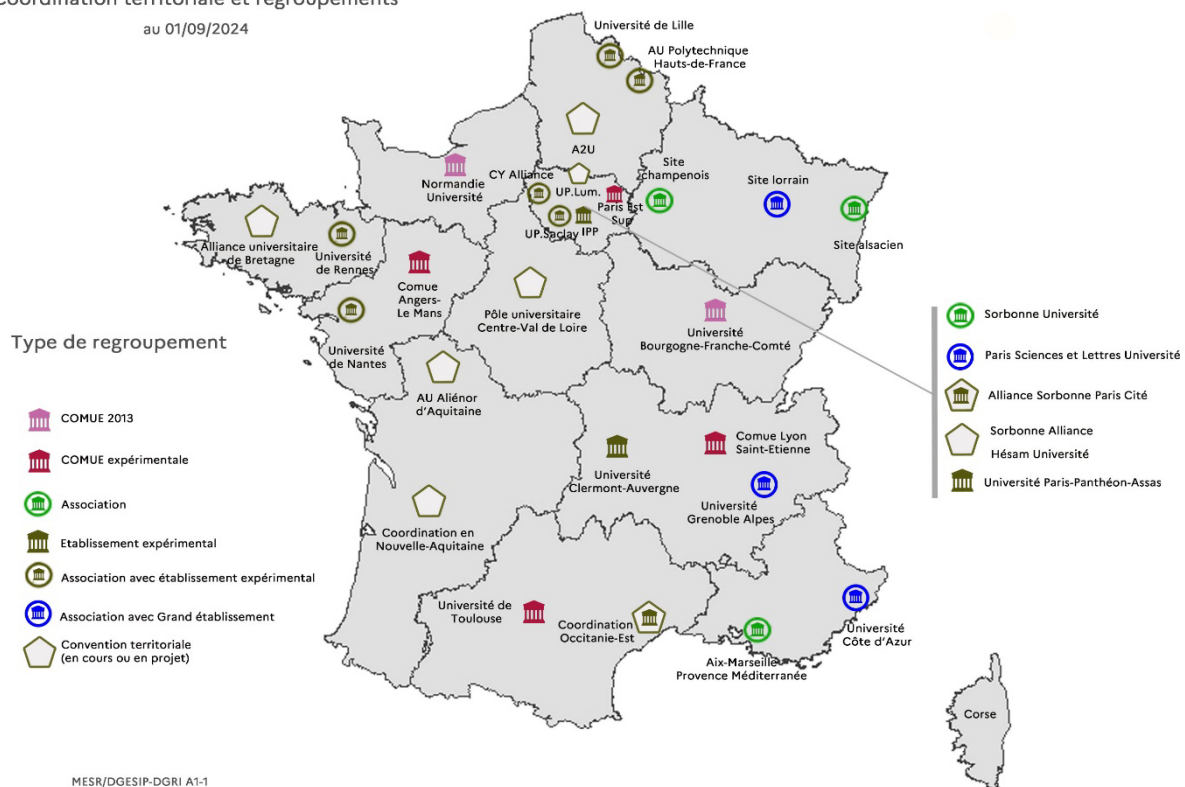 Coordination territoriale et regroupements
au 01/09/2024
Université de Lille
AU Polytechnique
Hauts-de-France
A2U
Site
champenois
Site lorrain
Site alsacien
CY Alliance
UP.Lum.
Paris Est
Sup
UP.Saclay
IPP
Normandie
Université
Alliance universitaire
de Bretagne
Université
de Rennes
Comue
Angers-
Le Mans
Université
de Nantes
Pôle universitaire
Centre-Val de Loire
Université
Bourgogne-Franche-Comté
AU Aliénor
d'Aquitaine
Université
Clermont-Auvergne
Comue Lyon
Saint-Etienne
Université
Grenoble Alpes
Coordination en
Nouvelle-Aquitaine
Université de
Toulouse
Coordination
Occitanie-Est
Aix-Marseille
Provence Méditerranée
Université
Côte d'Azur
Corse
Type de regroupement
COMUE 2013
COMUE expérimentale
Association
Etablissement expérimental
Association avec établissement expérimental
Association avec Grand établissement
Convention territoriale
(en cours ou en projet)
Sorbonne Université
Paris Sciences et Lettres Université
Alliance Sorbonne Paris Cité
Sorbonne Alliance
Hésam Université
Université Paris-Panthéon-Assas
MESR/DGESIP-DGRI A1-1